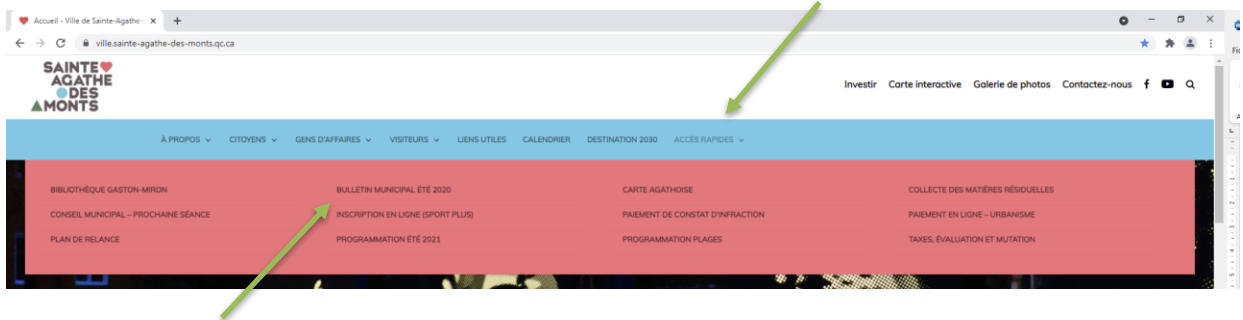 Accueil - Ville de Sainte-Agathe-
ville.sainte-agathe-des-monts.qc.ca
SAINTE
AGATHE
DES
MONTS
Investir Carte interactive Galerie de photos Contactez-nous
À PROPOS CITOYENS GENS D'AFFAIRES VISITEURS LIENS UTILES CALENDRIER DESTINATION 2030 ACCÈS RAPIDES
BIBLIOTHÈQUE GASTON-MIRON BULLETIN MUNICIPAL ÉTÉ 2020 CARTE AGATHOISE COLLECTE DES MATIÈRES RÉSIDUELLES
CONSEIL MUNICIPAL – PROCHAINE SÉANCE INSCRIPTION EN LIGNE (SPORT PLUS) PAIEMENT DE CONSTAT D'INFRACTION PAIEMENT EN LIGNE – URBANISME
PLAN DE RELANCE PROGRAMMATION ÉTÉ 2021 PROGRAMMATION PLAGES TAXES, ÉVALUATION ET MUTATION